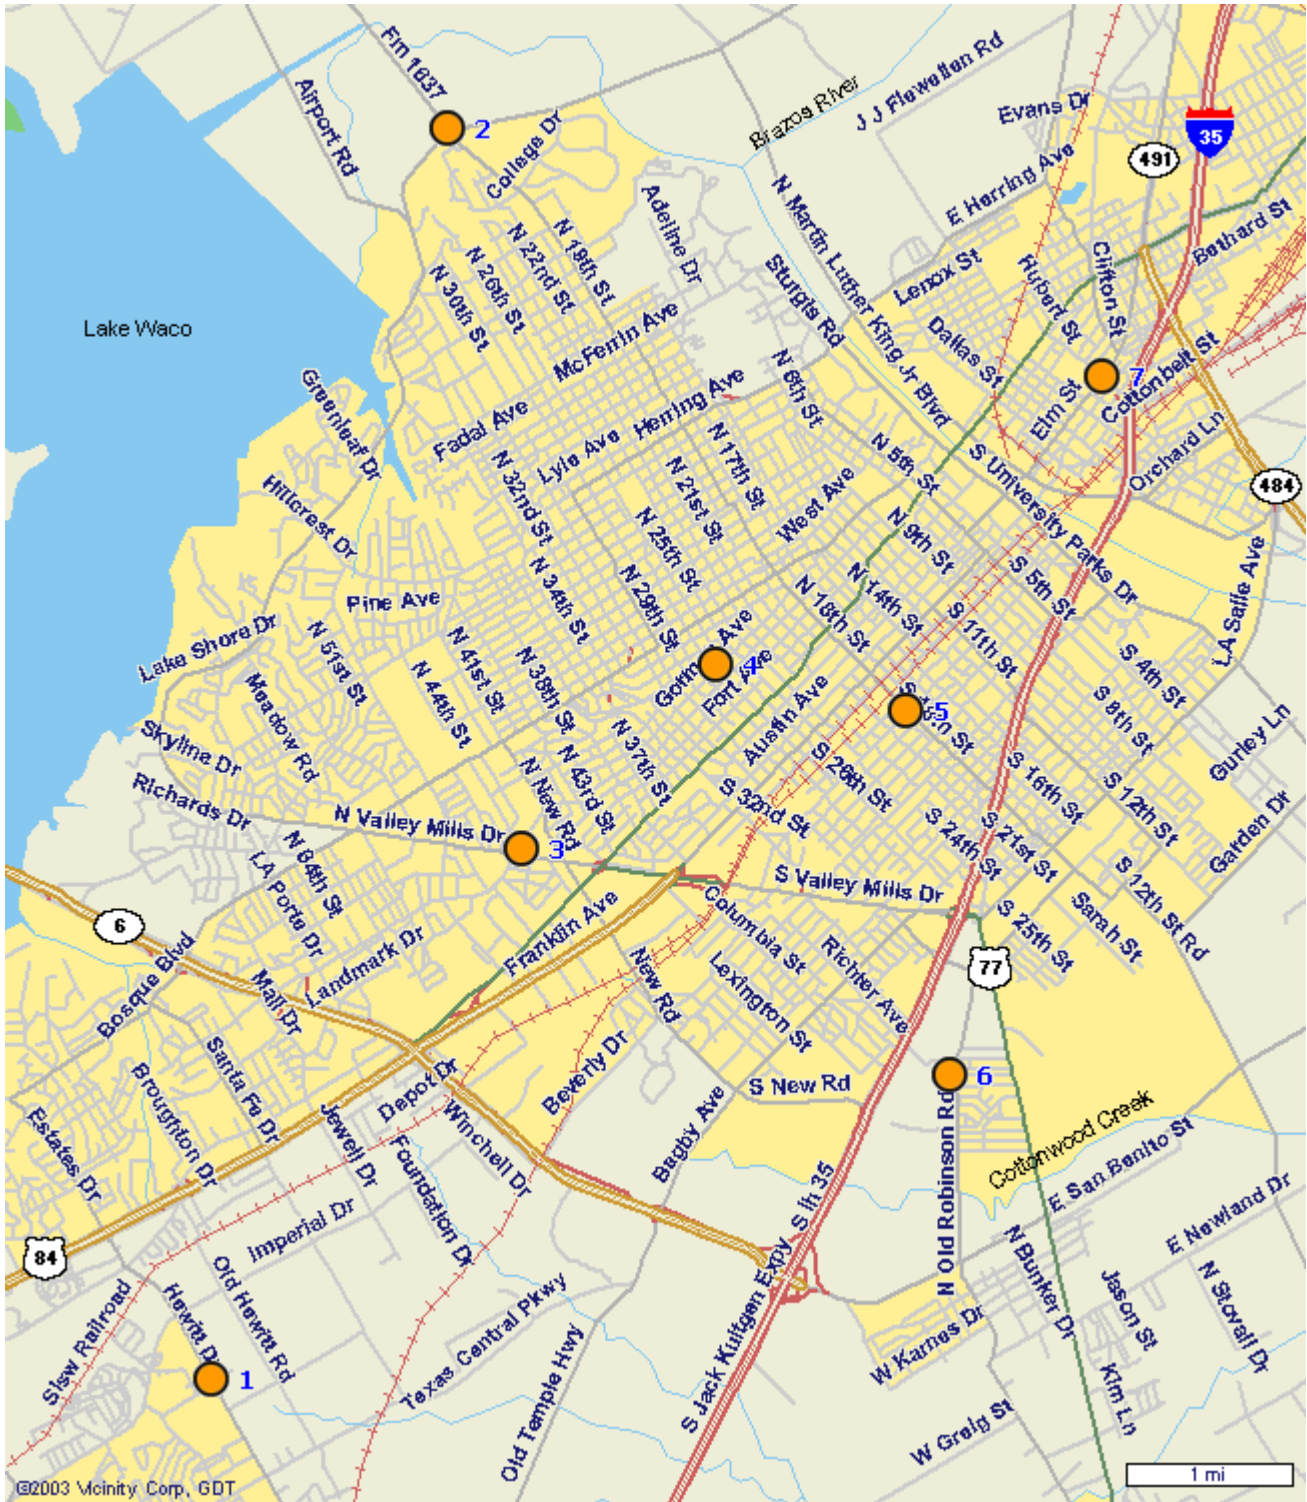 Fm 1637
Airport Rd
2
College Dr
Brazos River
J J Flewellen Rd
Evans Dr
35
491
E Herring Ave
Adeline Dr
N Martin Luther King Jr Blvd
N 19th St
N 22nd St
N 26th St
N 30th St
Sturgis Rd
Lenox St
Hubert St
Clifton St
Bethard St
Lake Waco
McFerrin Ave
Dallas St
Cottonbelt St
7
Elm St
Greenleaf Dr
Fadal Ave
Herring Ave
Lyle Ave
N 6th St
N 5th St
N 17th St
N 21st St
N 25th St
N 29th St
West Ave
S University Parks Dr
Orchard Ln
484
Hillcrest Dr
N 32nd St
N 34th St
N 9th St
N 14th St
N 18th St
S 5th St
S 11th St
S 4th St
S 8th St
LA Salle Ave
Pine Ave
Lake Shore Dr
N 51st St
N 41st St
N 44th St
N 38th St
Meadow Rd
4
Fort Ave
Austin Ave
5
Gurley Ln
Skyline Dr
Richards Dr
N Valley Mills Dr
3
N New Rd
N 43rd St
N 37th St
S 26th St
S 32nd St
S 16th St
S 12th St
Garden Dr
S 24th St
S 21st St
S 12th St Rd
Sarah St
S 25th St
S Valley Mills Dr
N 64th St
LA Porte Dr
Landmark Dr
Franklin Ave
Columbia St
Lexington St
Richter Ave
77
6
Bosque Blvd
Mall Dr
New Rd
Santa Fe Dr
Broughton Dr
Estates Dr
Depot Dr
Jewell Dr
Winchell Dr
Foundation Dr
Beverly Dr
S New Rd
Bagby Ave
6
N Old Robinson Rd
Cottonwood Creek
E San Benito St
E Newland Dr
S Ih 35
S Jack Kultgen Expy
84
Imperial Dr
Old Hewitt Rd
Hewitt Dr
Slsw Railroad
1
Texas Central Pkwy
Old Temple Hwy
N Bunker Dr
W Karnes Dr
Jason St
N Stovall Dr
Kim Ln
W Greig St
1 mi
©2003 Vicinity Corp, GDT